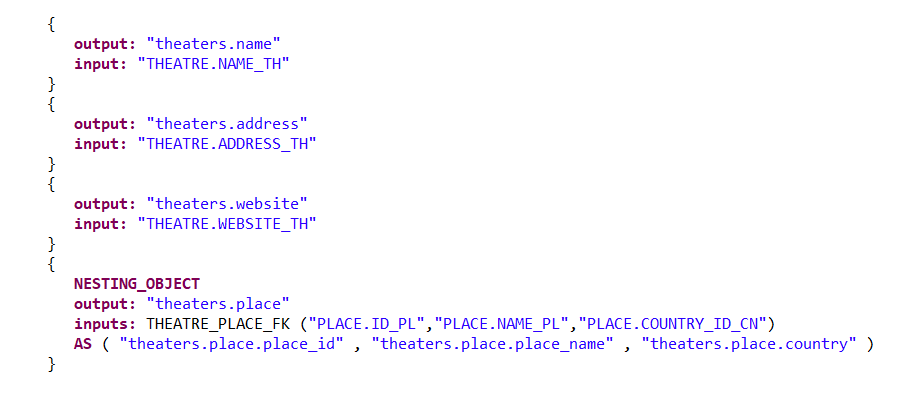 {
output: "theaters.name"
input: "THEATRE.NAME_TH"
}
{
output: "theaters.address"
input: "THEATRE.ADDRESS_TH"
}
{
output: "theaters.website"
input: "THEATRE.WEBSITE_TH"
}
{
NESTING_OBJECT
output: "theaters.place"
inputs: THEATRE_PLACE_FK ("PLACE.ID_PL","PLACE.NAME_PL","PLACE.COUNTRY_ID_CN")
AS ( "theaters.place.place_id" , "theaters.place.place_name" , "theaters.place.country" )
}